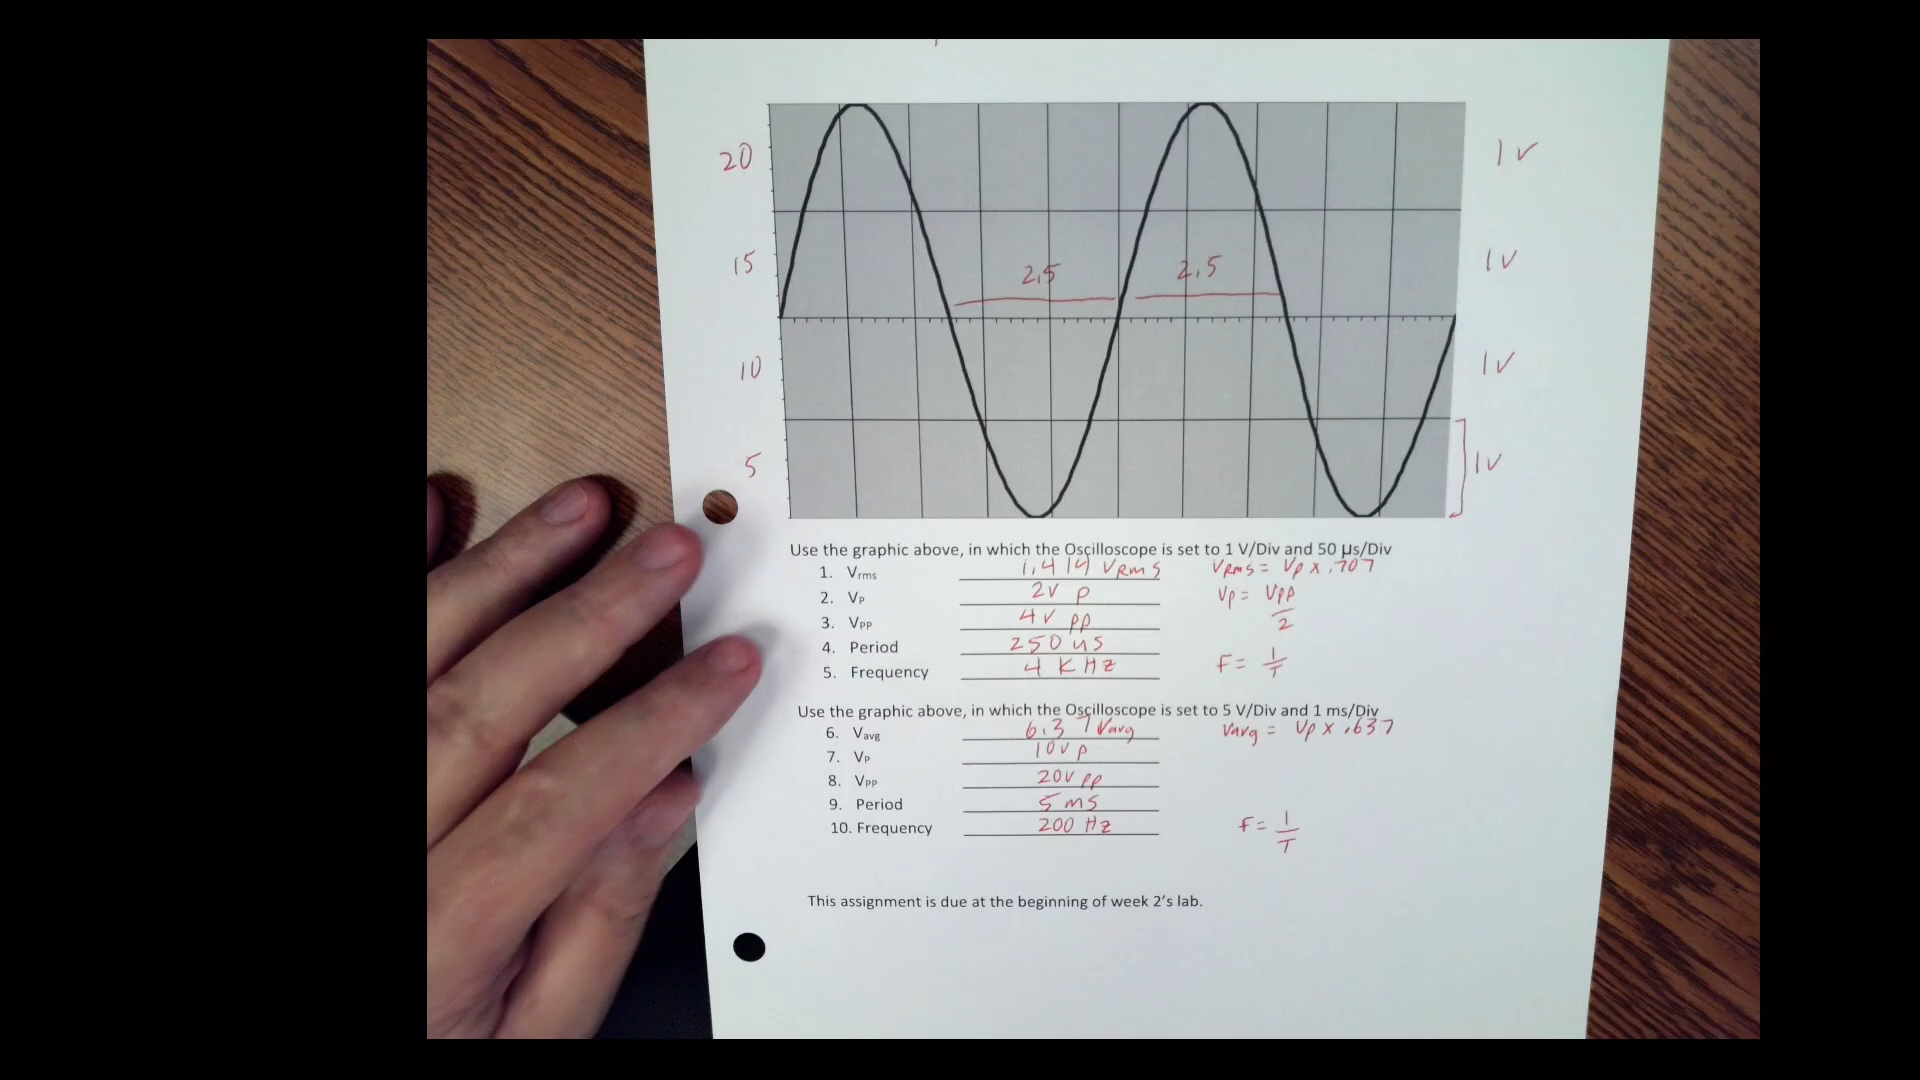 20 1V
15 2.5 2.5 1V
10 1V
5 1V
Use the graphic above, in which the Oscilloscope is set to 1 V/Div and 50 µs/Div
1. Vrms 1.414 VRms VRms = Vp x .707
2. Vp 2V p Vp = Vpp/2
3. Vpp 4V pp
4. Period 250 us
5. Frequency 4 KHz F = 1/T
Use the graphic above, in which the Oscilloscope is set to 5 V/Div and 1 ms/Div
6. Vavg 6.37 Vavg Vavg = Vp x .637
7. Vp 10V p
8. Vpp 20V pp
9. Period 5 ms
10. Frequency 200 Hz F = 1/T
This assignment is due at the beginning of week 2's lab.